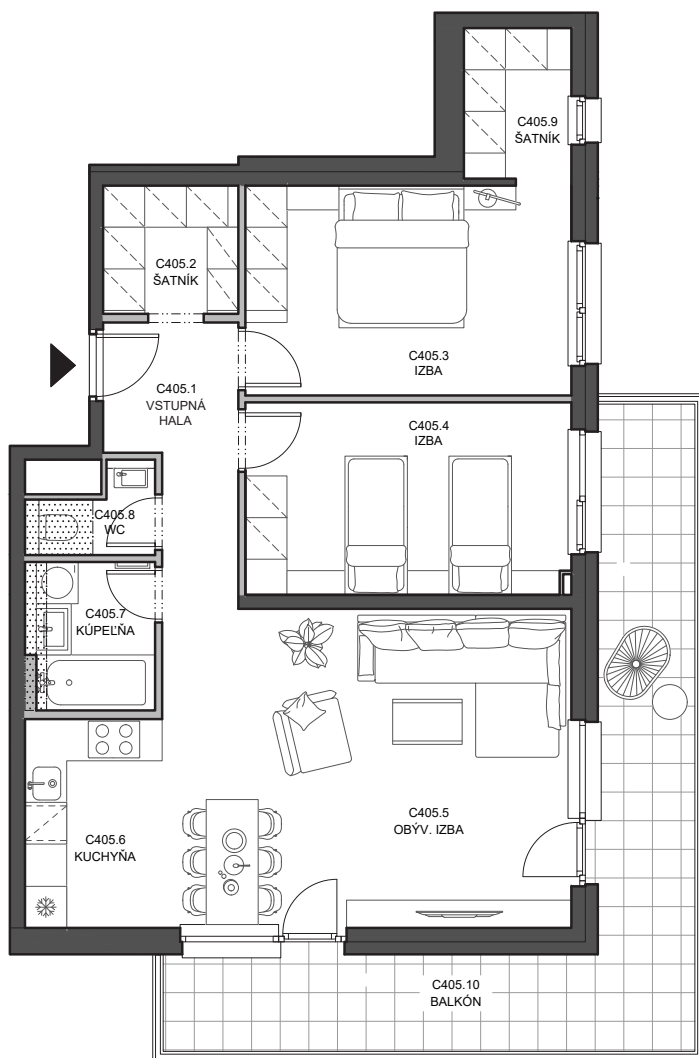 C405.9
ŠATNÍK
C405.2
ŠATNÍK
C405.3
IZBA
C405.1
VSTUPNÁ
HALA
C405.4
IZBA
C405.8
WC
C405.7
KÚPEĽŇA
C405.5
OBÝV. IZBA
C405.6
KUCHYŇA
C405.10
BALKÓN